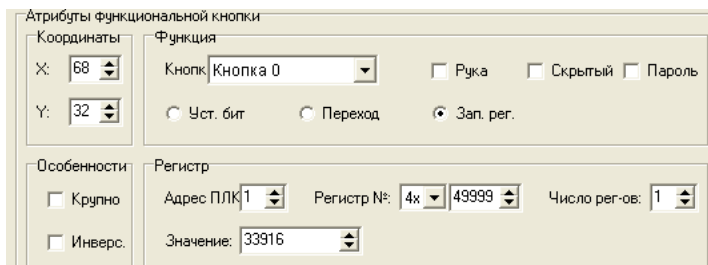 Атрибуты функциональной кнопки
Координаты Функция
X: 68 Кнопк Кнопка 0 Рука Скрытый Пароль
Y: 32 Уст. бит Переход Зап. рег.
Особенности Регистр
Крупно Адрес ПЛК 1 Регистр №: 4x 49999 Число рег-ов: 1
Инверс. Значение: 33916